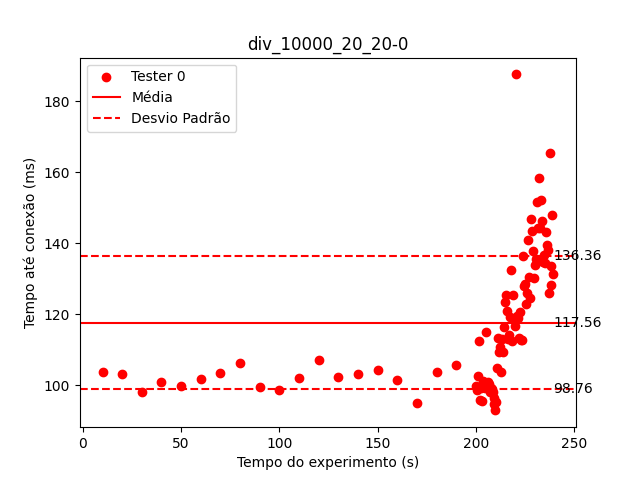 div_10000_20_20-0
Tester 0
Média
Desvio Padrão
180
160
140
120
100
136.36
117.56
98.76
Tempo até conexão (ms)
0 50 100 150 200 250
Tempo do experimento (s)